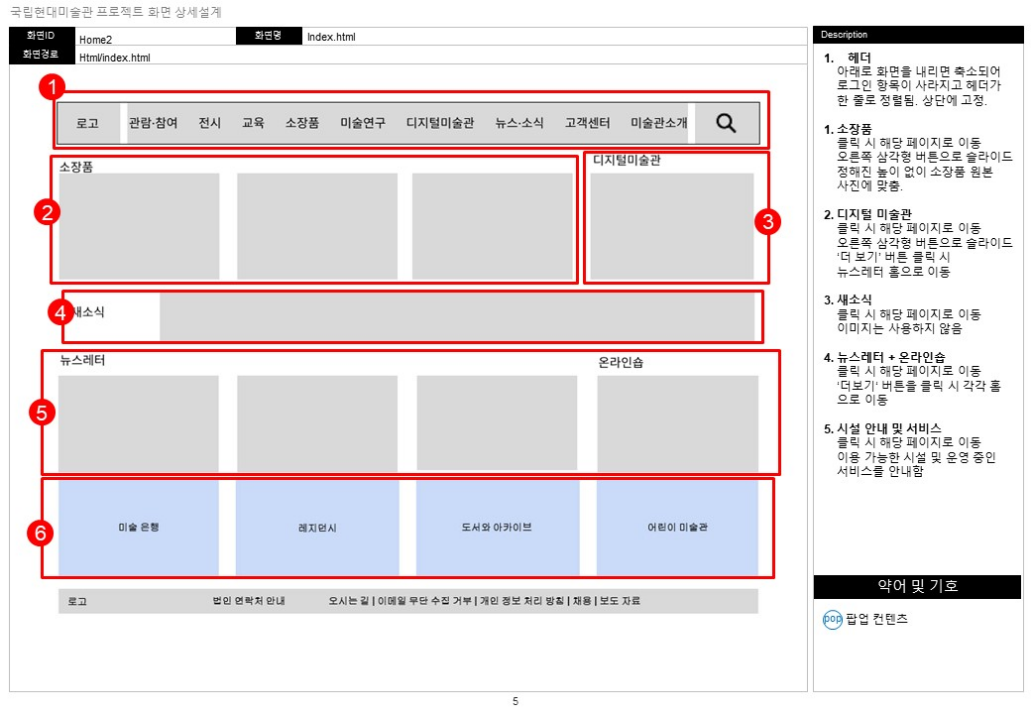 국립현대미술관 프로젝트 화면 상세설계
화면ID Home2 화면명 Index.html
화면경로 Html/index.html
1
로고 관람·참여 전시 교육 소장품 미술연구 디지털미술관 뉴스·소식 고객센터 미술관소개
소장품 디지털미술관
2
3
4 새소식
뉴스레터 온라인숍
5
6 미술 은행 레지던시 도서와 아카이브 어린이 미술관
로고 법인 연락처 안내 오시는 길 | 이메일 무단 수집 거부 | 개인 정보 처리 방침 | 채용 | 보도 자료
Description
1. 헤더
아래로 화면을 내리면 축소되어
로그인 항목이 사라지고 헤더가
한 줄로 정렬됨. 상단에 고정.
1. 소장품
클릭 시 해당 페이지로 이동
오른쪽 삼각형 버튼으로 슬라이드
정해진 높이 없이 소장품 원본
사진에 맞춤.
2. 디지털 미술관
클릭 시 해당 페이지로 이동
오른쪽 삼각형 버튼으로 슬라이드
‘더 보기’ 버튼 클릭 시
뉴스레터 홈으로 이동
3. 새소식
클릭 시 해당 페이지로 이동
이미지는 사용하지 않음
4. 뉴스레터 + 온라인숍
클릭 시 해당 페이지로 이동
‘더보기’ 버튼을 클릭 시 각각 홈
으로 이동
5. 시설 안내 및 서비스
클릭 시 해당 페이지로 이동
이용 가능한 시설 및 운영 중인
서비스를 안내함
약어 및 기호
pop 팝업 컨텐츠
5